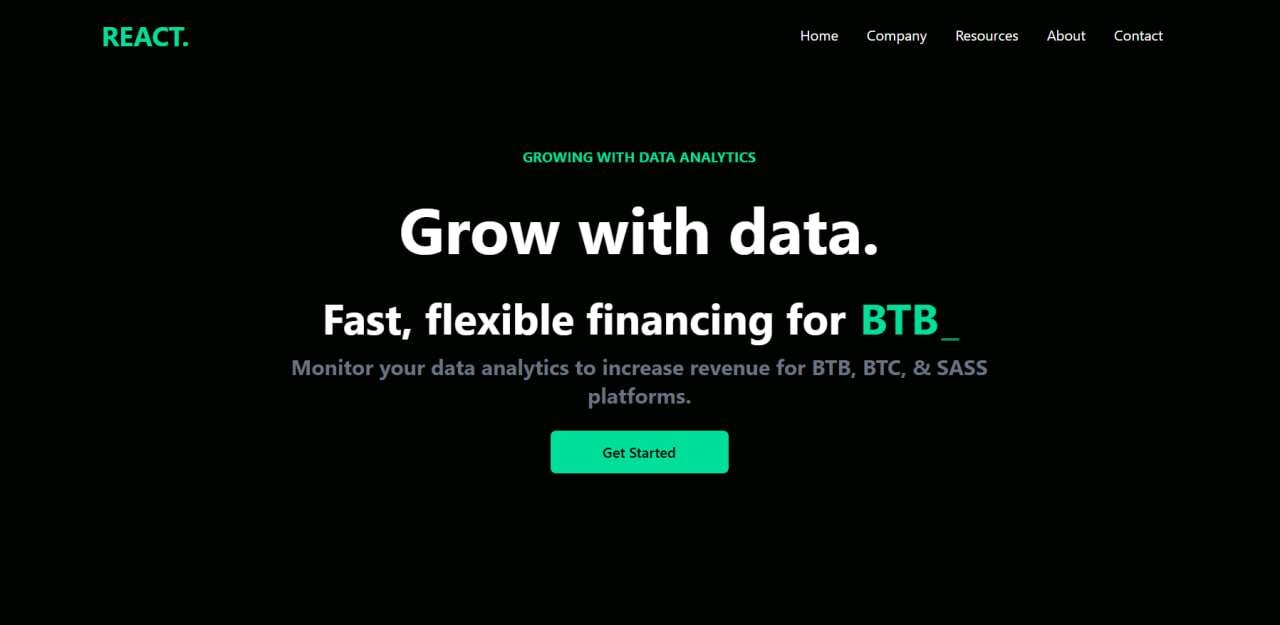 REACT.
Home Company Resources About Contact
GROWING WITH DATA ANALYTICS
Grow with data.
Fast, flexible financing for BTB_
Monitor your data analytics to increase revenue for BTB, BTC, & SASS
platforms.
Get Started